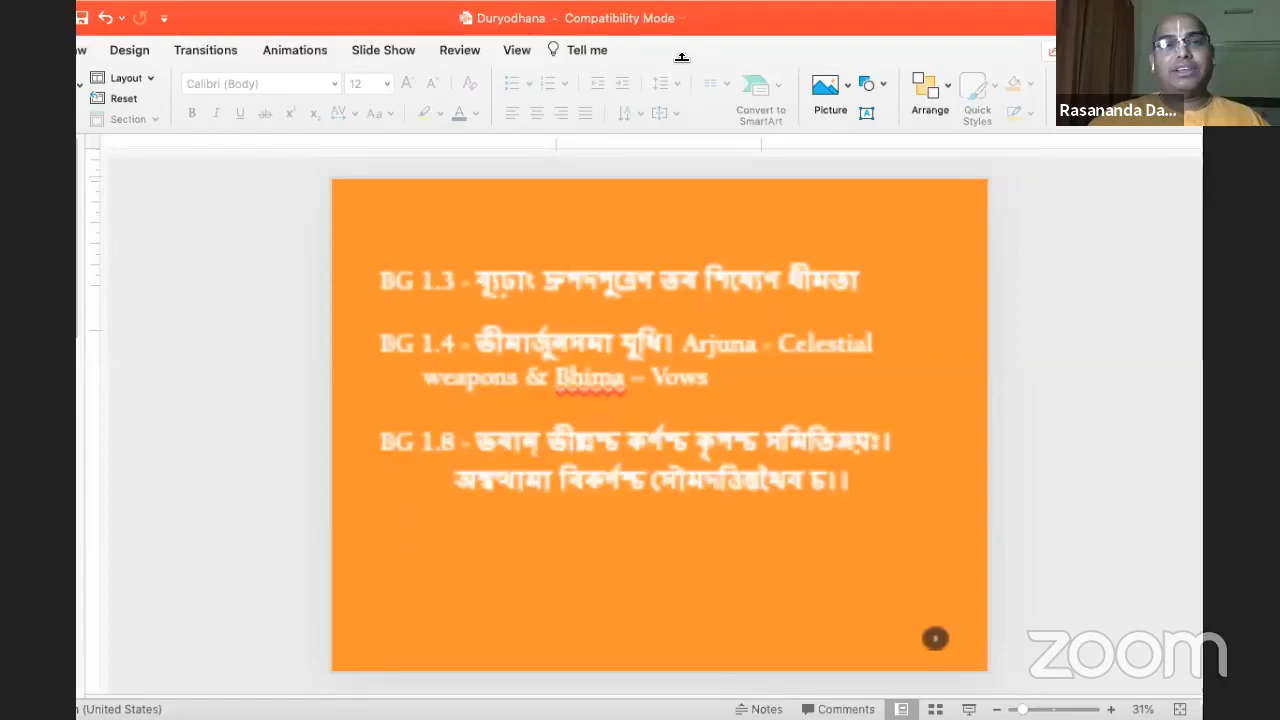 Duryodhana - Compatibility Mode
Design Transitions Animations Slide Show Review View Tell me
Layout
Reset
Section
Calibri (Body) 12
Convert to
SmartArt
Picture
Arrange
Quick
Styles
Rasananda Da...
BG 1.3 - ব্যূঢ়াং দ্রুপদপুত্রেণ তব শিষ্যেণ ধীমতা
BG 1.4 - ভীমার্জুনসমা যুধি। Arjuna - Celestial
weapons & Bhima – Vows
BG 1.8 - ভবান্ ভীষ্মশ্চ কর্ণশ্চ কৃপশ্চ সমিতিঞ্জয়ঃ।
অশ্বত্থামা বিকর্ণশ্চ সৌমদত্তিস্তথৈব চ।।
zoom
(United States)
Notes Comments 31%